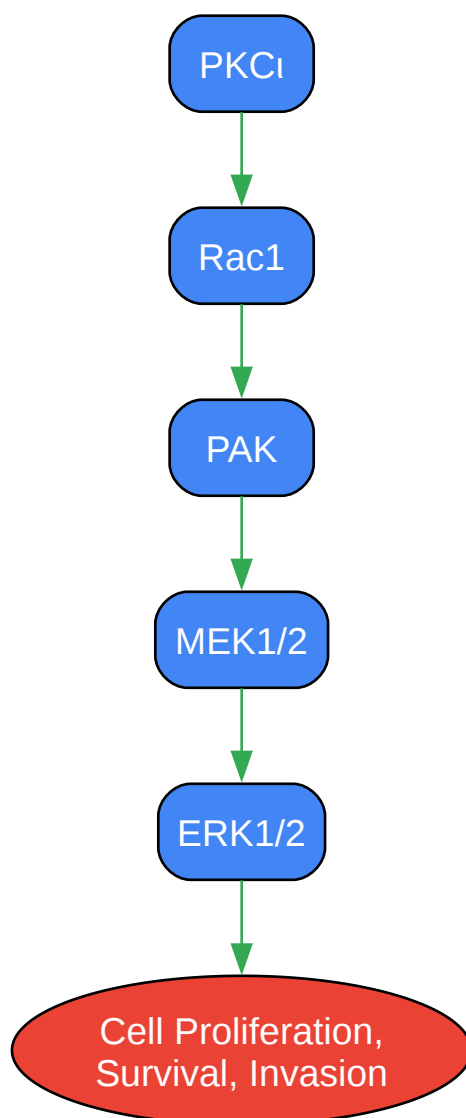 PKCι
Rac1
PAK
MEK1/2
ERK1/2
Cell Proliferation,
Survival, Invasion